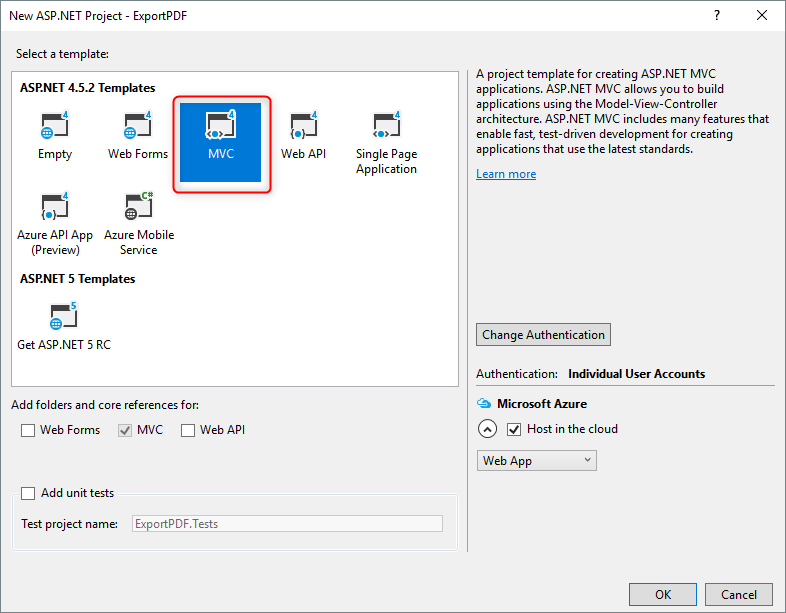 New ASP.NET Project - ExportPDF
Select a template:
ASP.NET 4.5.2 Templates
4
Empty
4
Web Forms
4
MVC
4
Web API
4
Single Page
Application
4
Azure API App
(Preview)
C#
Azure Mobile
Service
ASP.NET 5 Templates
5
Get ASP.NET 5 RC
A project template for creating ASP.NET MVC
applications. ASP.NET MVC allows you to build
applications using the Model-View-Controller
architecture. ASP.NET MVC includes many features that
enable fast, test-driven development for creating
applications that use the latest standards.
Learn more
Change Authentication
Authentication: Individual User Accounts
Microsoft Azure
Host in the cloud
Web App
Add folders and core references for:
Web Forms MVC Web API
Add unit tests
Test project name: ExportPDF.Tests
OK Cancel